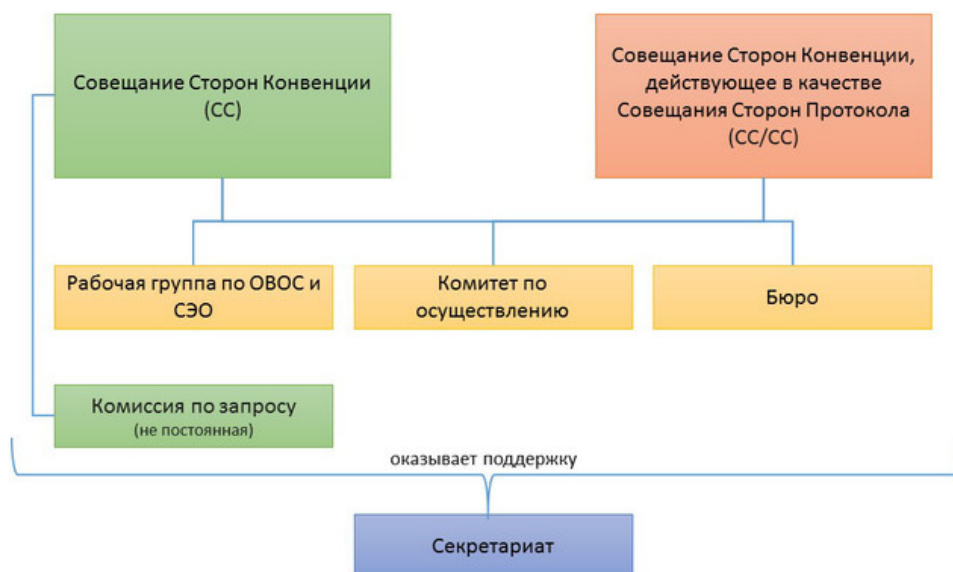 Совещание Сторон Конвенции
(СС)
Совещание Сторон Конвенции,
действующее в качестве
Совещания Сторон Протокола
(СС/СС)
Рабочая группа по ОВОС и
СЭО
Комитет по
осуществлению
Бюро
Комиссия по запросу
(не постоянная)
оказывает поддержку
Секретариат